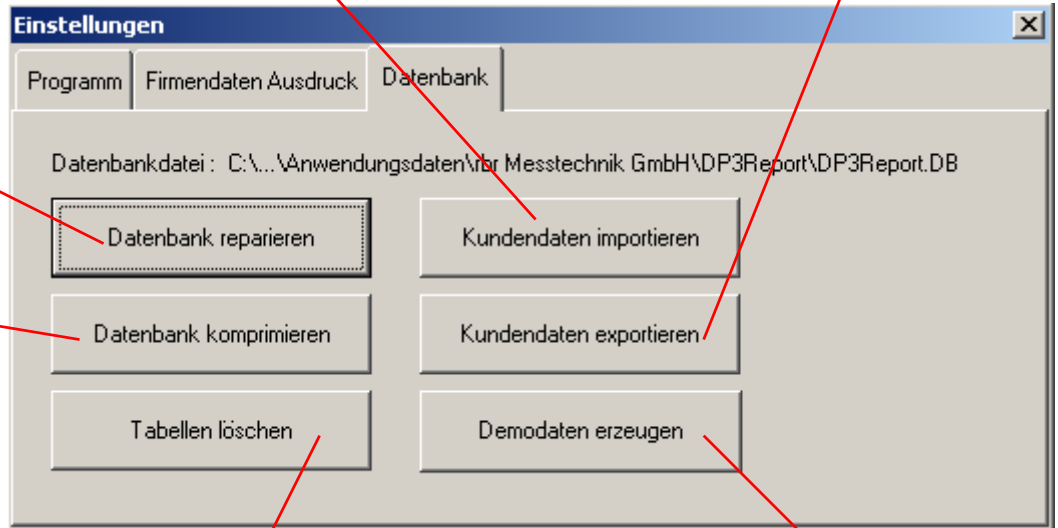 Einstellungen
Programm Firmendaten Ausdruck Datenbank
Datenbankdatei : C:\...\Anwendungsdaten\rbr Messtechnik GmbH\DP3Report\DP3Report.DB
Datenbank reparieren Kundendaten importieren
Datenbank komprimieren Kundendaten exportieren
Tabellen löschen Demodaten erzeugen